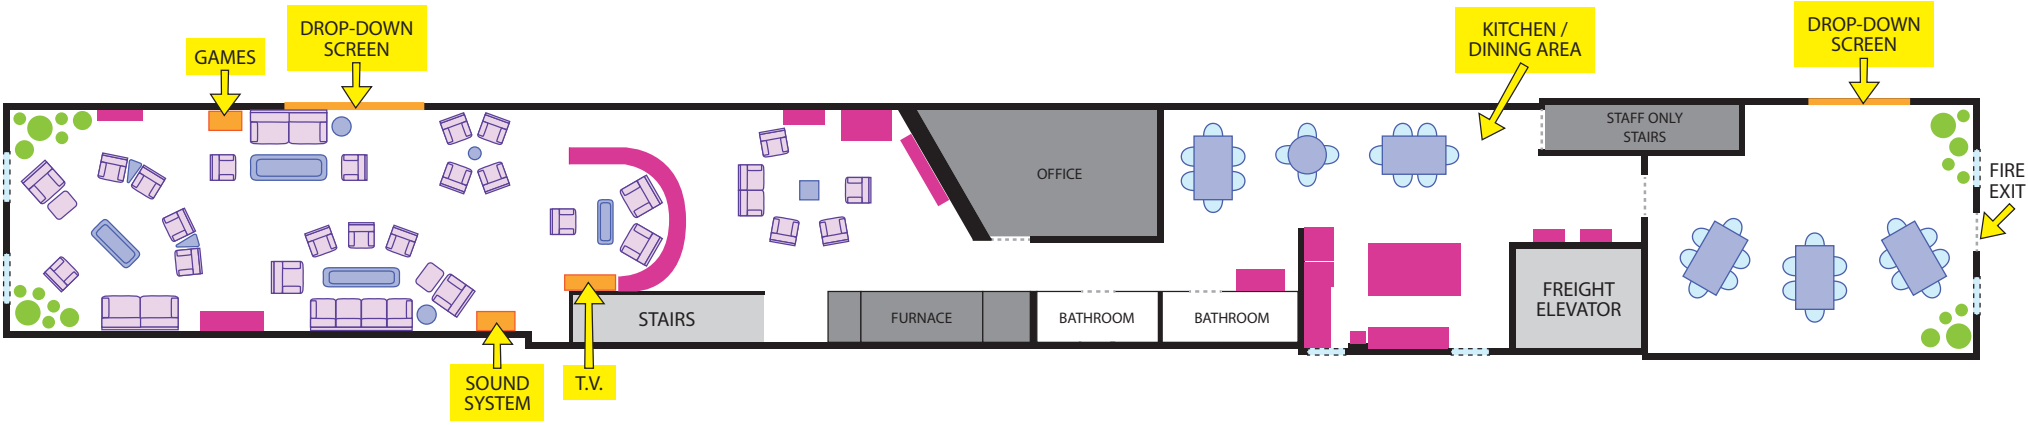 GAMES
DROP-DOWN
SCREEN
KITCHEN /
DINING AREA
DROP-DOWN
SCREEN
STAFF ONLY
STAIRS
OFFICE
FIRE
EXIT
FREIGHT
ELEVATOR
STAIRS
FURNACE
BATHROOM
BATHROOM
SOUND
SYSTEM
T.V.